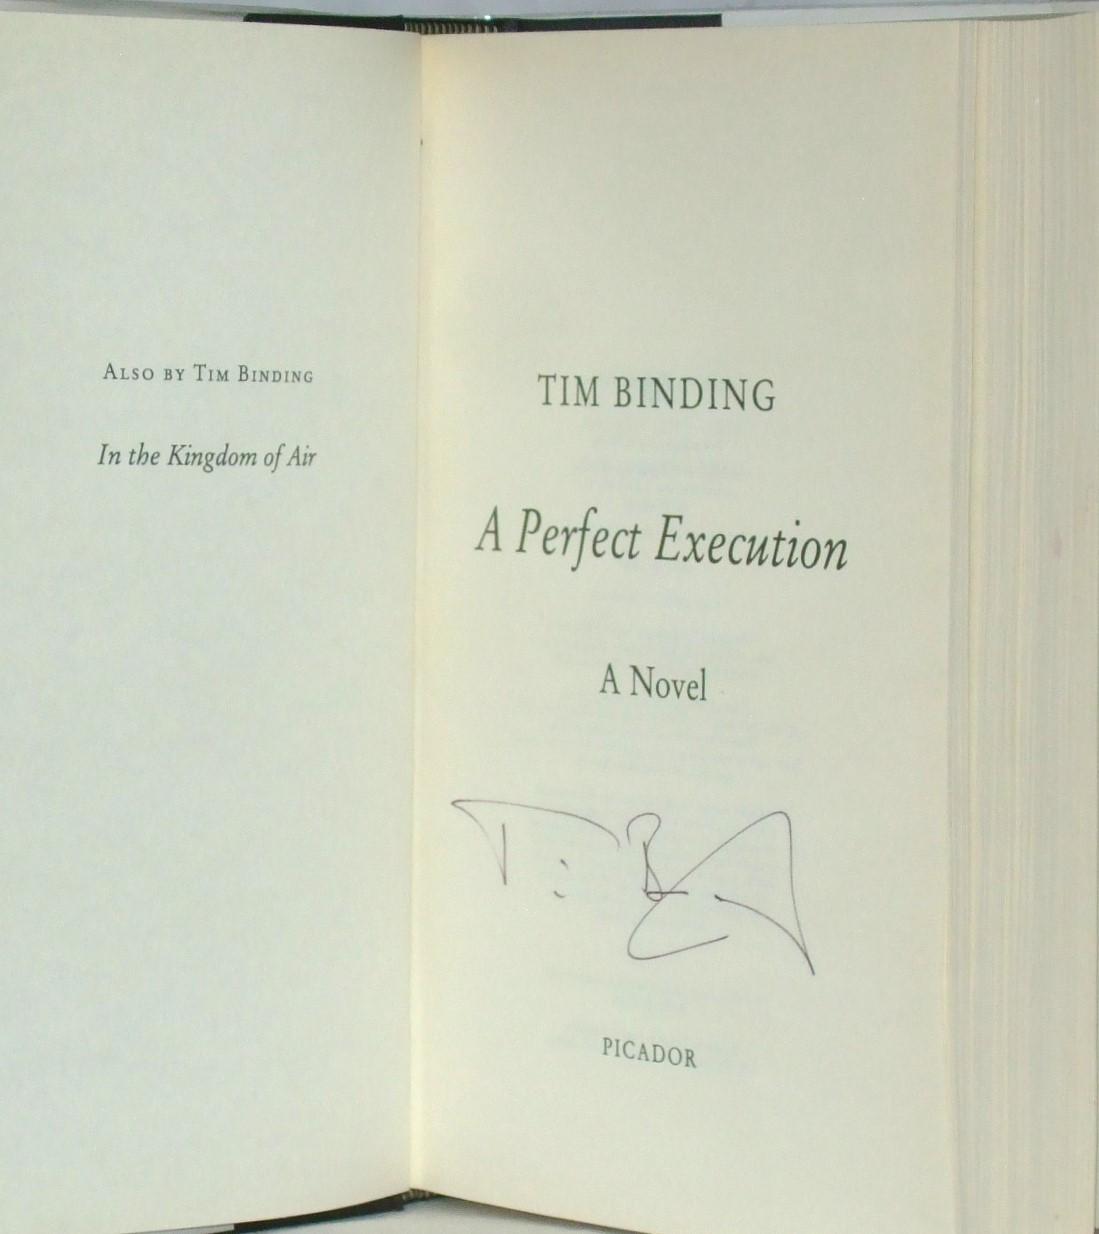 ALSO BY TIM BINDING
In the Kingdom of Air
TIM BINDING
A Perfect Execution
A Novel
PICADOR